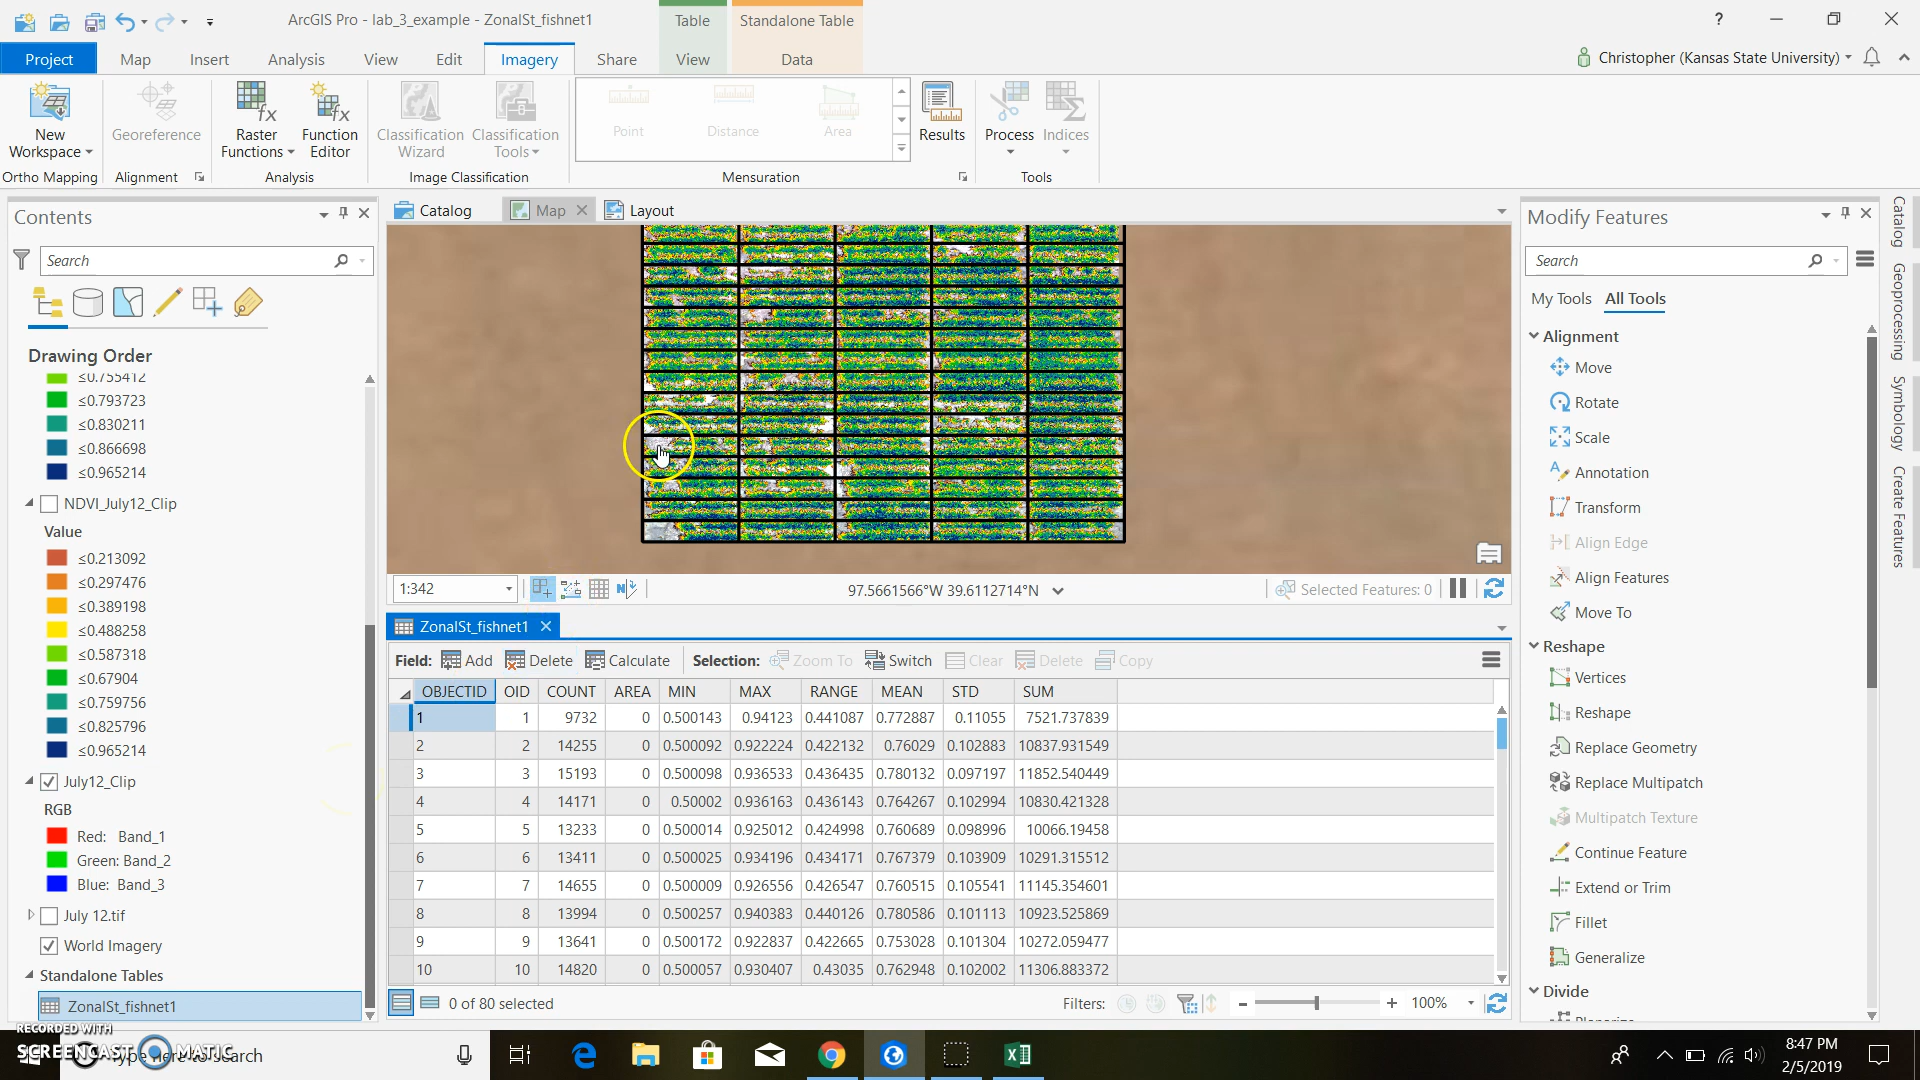 ArcGIS Pro - lab_3_example - ZonalSt_fishnet1
Table
Standalone Table
?
Project
Map
Insert
Analysis
View
Edit
Imagery
Share
View
Data
Christopher (Kansas State University)
New Workspace
Georeference
Raster Functions
Function Editor
Classification Wizard
Classification Tools
Point
Distance
Area
Results
Process
Indices
Ortho Mapping
Alignment
Analysis
Image Classification
Mensuration
Tools
Contents
Search
Drawing Order
≤0.755412
≤0.793723
≤0.830211
≤0.866698
≤0.965214
NDVI_July12_Clip
Value
≤0.213092
≤0.297476
≤0.389198
≤0.488258
≤0.587318
≤0.67904
≤0.759756
≤0.825796
≤0.965214
July12_Clip
RGB
Red: Band_1
Green: Band_2
Blue: Band_3
July 12.tif
World Imagery
Standalone Tables
ZonalSt_fishnet1
Catalog
Map
Layout
1:342
97.5661566°W 39.6112714°N
Selected Features: 0
ZonalSt_fishnet1
Field: Add Delete Calculate Selection: Zoom To Switch Clear Delete Copy
OBJECTID OID COUNT AREA MIN MAX RANGE MEAN STD SUM
1 1 9732 0 0.500143 0.94123 0.441087 0.772887 0.11055 7521.737839
2 2 14255 0 0.500092 0.922224 0.422132 0.76029 0.102883 10837.931549
3 3 15193 0 0.500098 0.936533 0.436435 0.780132 0.097197 11852.540449
4 4 14171 0 0.50002 0.936163 0.436143 0.764267 0.102994 10830.421328
5 5 13233 0 0.500014 0.925012 0.424998 0.760689 0.098996 10066.19458
6 6 13411 0 0.500025 0.934196 0.434171 0.767379 0.103909 10291.315512
7 7 14655 0 0.500009 0.926556 0.426547 0.760515 0.105541 11145.354601
8 8 13994 0 0.500257 0.940383 0.440126 0.780586 0.101113 10923.525869
9 9 13641 0 0.500172 0.922837 0.422665 0.753028 0.101304 10272.059477
10 10 14820 0 0.500057 0.930407 0.43035 0.762948 0.102002 11306.883372
0 of 80 selected
Filters:
100%
Modify Features
Search
My Tools
All Tools
Alignment
Move
Rotate
Scale
Annotation
Transform
Align Edge
Align Features
Move To
Reshape
Vertices
Reshape
Replace Geometry
Replace Multipatch
Multipatch Texture
Continue Feature
Extend or Trim
Fillet
Generalize
Divide
Catalog
Geoprocessing
Symbology
Create Features
RECORDED WITH
SCREENCAST-O-MATIC
Type here to search
8:47 PM
2/5/2019